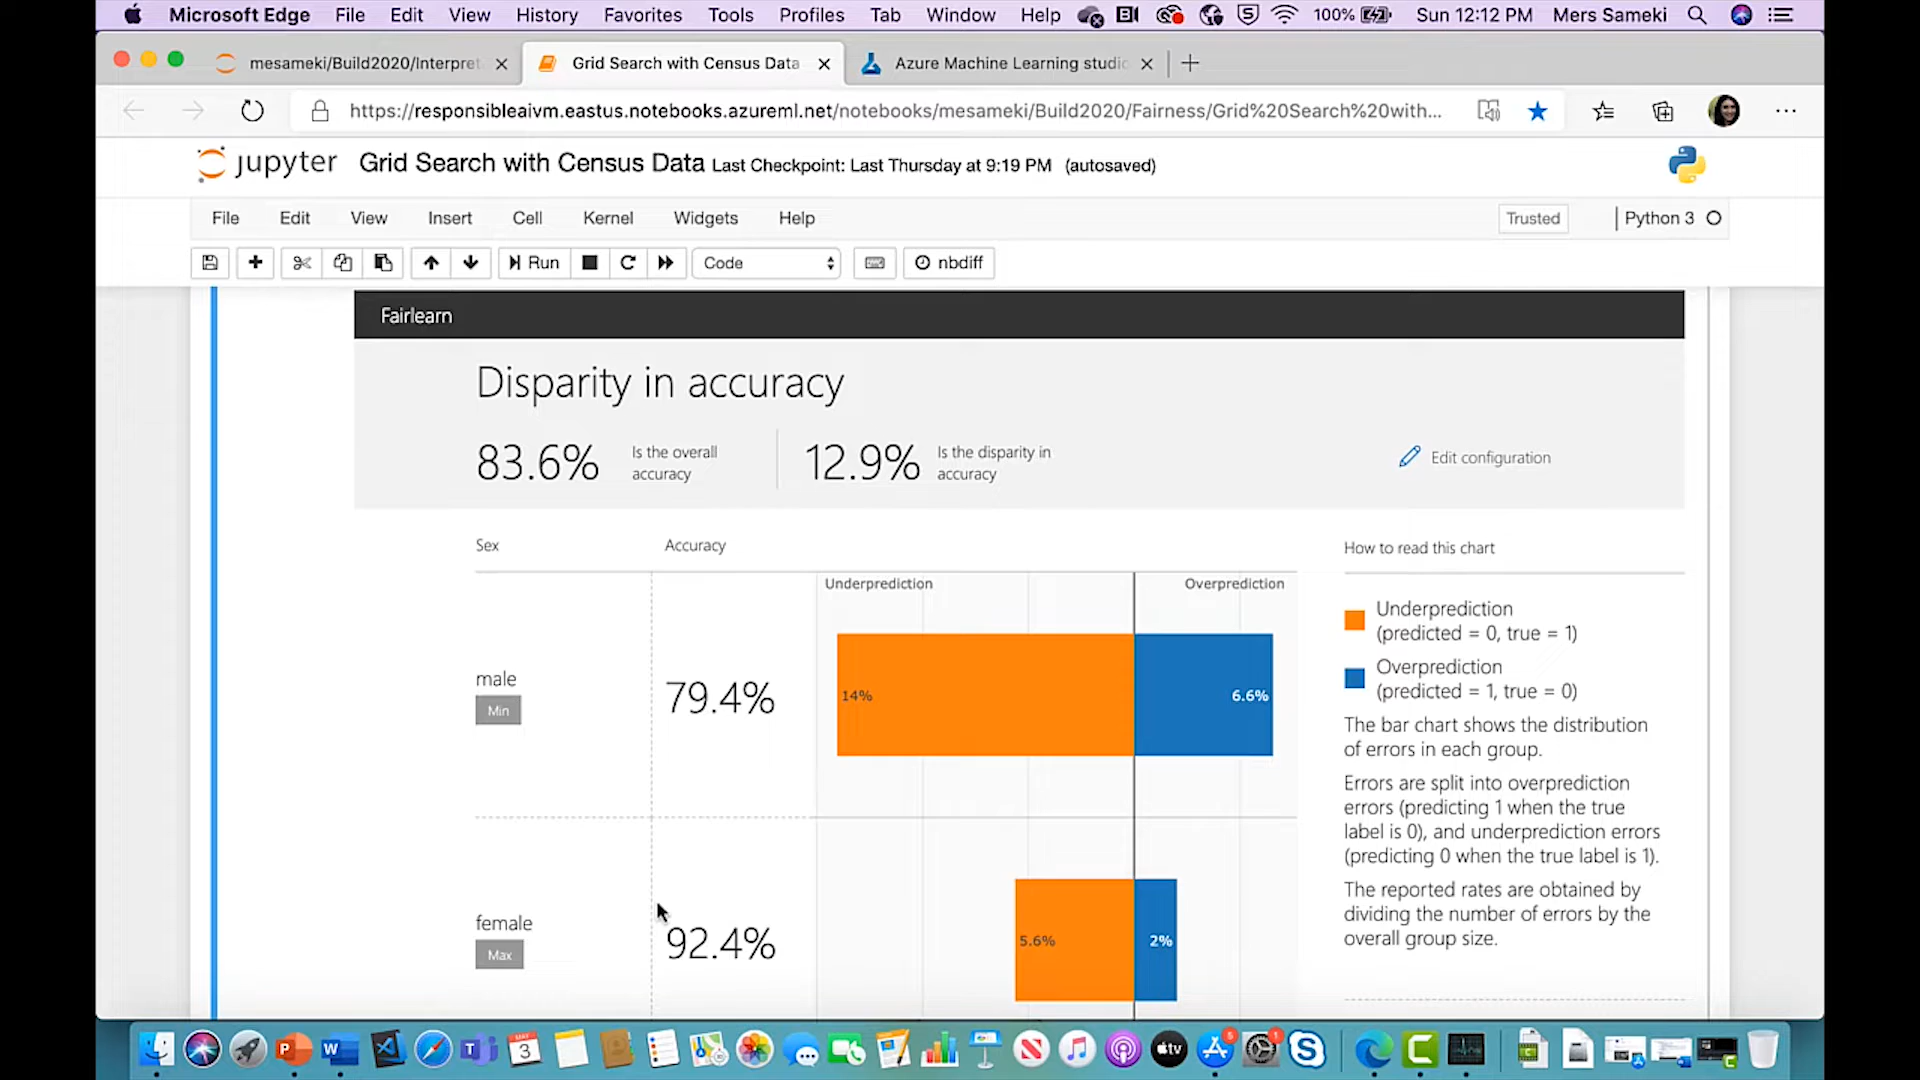 Microsoft Edge File Edit View History Favorites Tools Profiles Tab Window Help 100% Sun 12:12 PM Mers Sameki
mesameki/Build2020/Interpret Grid Search with Census Data Azure Machine Learning studio
https://responsibleaivm.eastus.notebooks.azureml.net/notebooks/mesameki/Build2020/Fairness/Grid%20Search%20with...
jupyter Grid Search with Census Data Last Checkpoint: Last Thursday at 9:19 PM (autosaved)
File Edit View Insert Cell Kernel Widgets Help Trusted Python 3
Run Code nbdiff
Fairlearn
Disparity in accuracy
83.6% Is the overall accuracy 12.9% Is the disparity in accuracy Edit configuration
Sex Accuracy
Underprediction Overprediction
male
Min
79.4%
14% 6.6%
female
Max
92.4%
5.6% 2%
How to read this chart
Underprediction
(predicted = 0, true = 1)
Overprediction
(predicted = 1, true = 0)
The bar chart shows the distribution
of errors in each group.
Errors are split into overprediction
errors (predicting 1 when the true
label is 0), and underprediction errors
(predicting 0 when the true label is 1).
The reported rates are obtained by
dividing the number of errors by the
overall group size.
MAY
3
tv